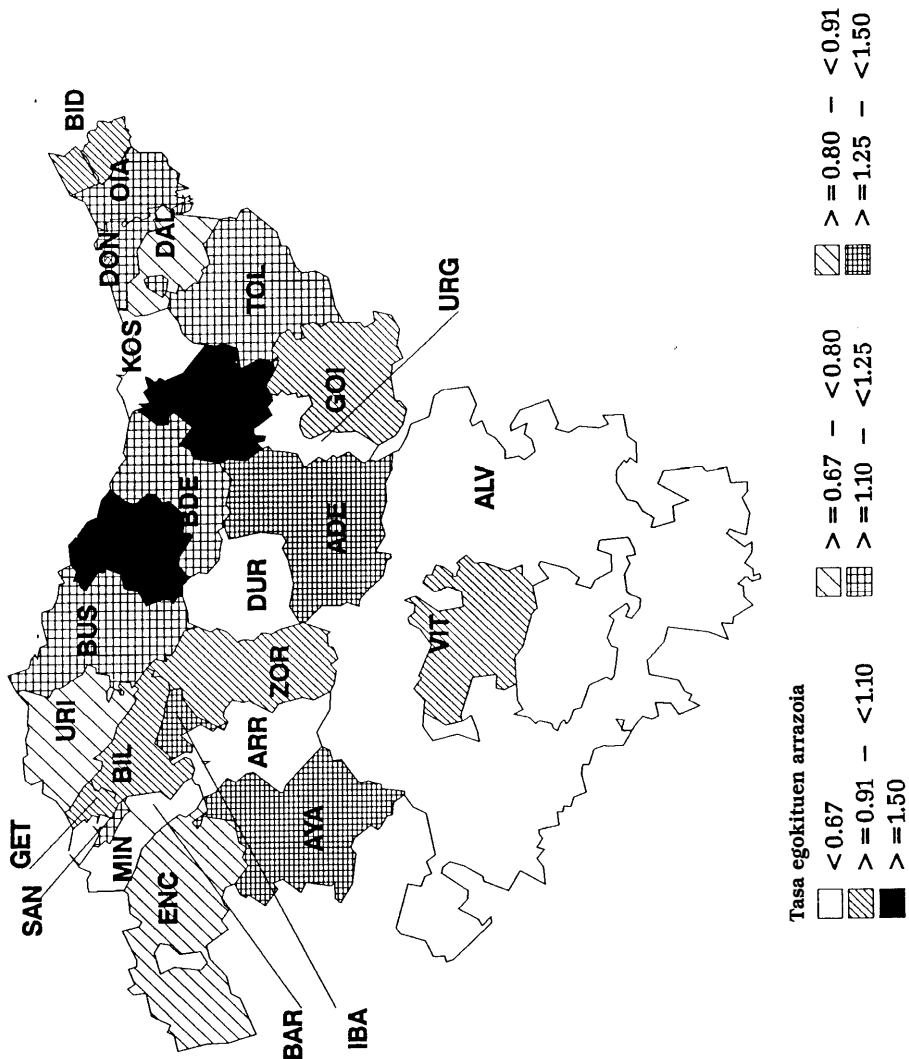 BID
OIA
DON
DAL
KOS
TOL
URG
GOI
BDE
ADE
ALV
BUS
DUR
VIT
URI
ZOR
BIL
ARR
GET
SAN
MIN
AYA
ENC
BAR
IBA
Tasa egokituen arrazoia
<0.67
>=0.67 – <0.80
>=0.80 – <0.91
>=0.91 – <1.10
>=1.10 – <1.25
>=1.25 – <1.50
>=1.50